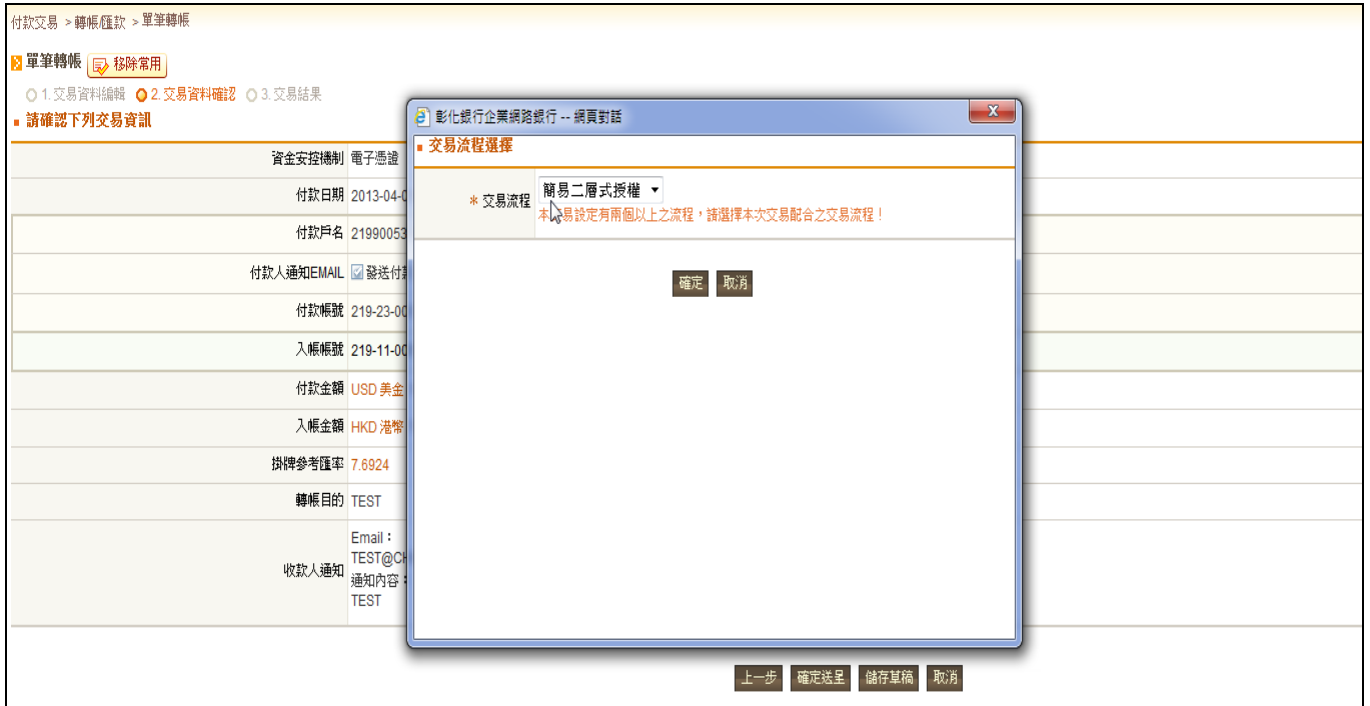 付款交易 > 轉帳/匯款 > 單筆轉帳
單筆轉帳 移除常用
1. 交易資料編輯 2. 交易資料確認 3. 交易結果
請確認下列交易資訊
資金安控機制 電子憑證
付款日期 2013-04-0
付款戶名 21990053
付款人通知EMAIL 發送付
付款帳號 219-23-00
入帳帳號 219-11-00
付款金額 USD 美金
入帳金額 HKD 港幣
掛牌參考匯率 7.6924
轉帳目的 TEST
收款人通知
Email：
TEST@CH
通知內容：
TEST
彰化銀行企業網路銀行 -- 網頁對話
X
交易流程選擇
* 交易流程 簡易二層式授權
本易設定有兩個以上之流程，請選擇本次交易配合之交易流程！
確定 取消
上一步 確定送呈 儲存草稿 取消